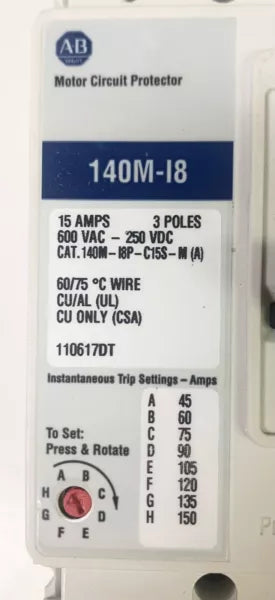 AB
Motor Circuit Protector
140M-I8
15 AMPS 3 POLES
600 VAC – 250 VDC
CAT.140M-I8P-C15S-M (A)
60/75 °C WIRE
CU/AL (UL)
CU ONLY (CSA)
110617DT
Instantaneous Trip Settings – Amps
To Set:
Press & Rotate
A B C D E F G H
A 45
B 60
C 75
D 90
E 105
F 120
G 135
H 150